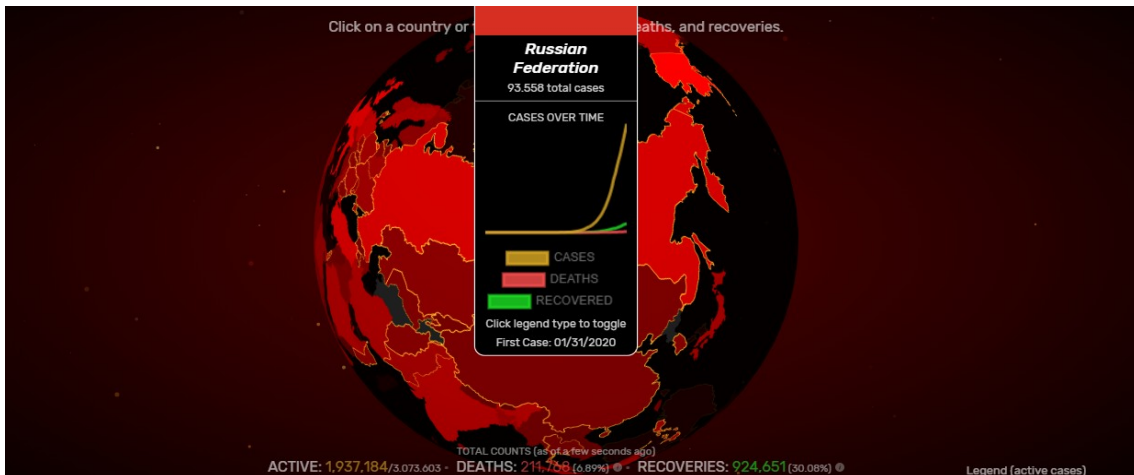 Click on a country or eaths, and recoveries.
Russian
Federation
93.558 total cases
CASES OVER TIME
CASES
DEATHS
RECOVERED
Click legend type to toggle
First Case: 01/31/2020
TOTAL COUNTS (as of a few seconds ago)
ACTIVE: 1,937,184/3.073.603 - DEATHS: 211.768 (6.89%) - RECOVERIES: 924,651 (30.08%)
Legend (active cases)